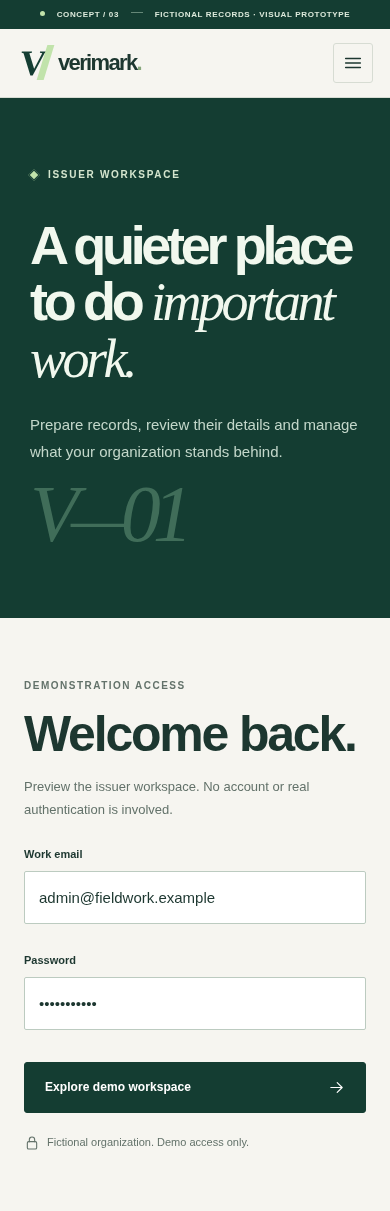 CONCEPT / 03 — FICTIONAL RECORDS · VISUAL PROTOTYPE
V verimark.
ISSUER WORKSPACE
A quieter place
to do important
work.
Prepare records, review their details and manage
what your organization stands behind.
V—01
DEMONSTRATION ACCESS
Welcome back.
Preview the issuer workspace. No account or real
authentication is involved.
Work email
admin@fieldwork.example
Password
•••••••••••
Explore demo workspace →
Fictional organization. Demo access only.